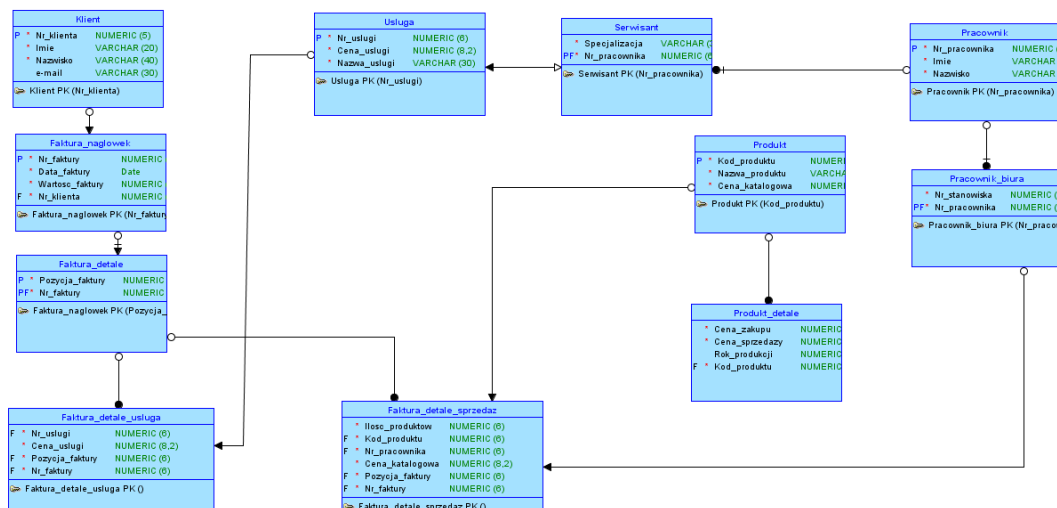 Klient
P * Nr_klienta NUMERIC (5)
* Imie VARCHAR (20)
* Nazwisko VARCHAR (40)
e-mail VARCHAR (30)
Klient PK (Nr_klienta)
Usluga
P * Nr_uslugi NUMERIC (6)
* Cena_uslugi NUMERIC (8,2)
* Nazwa_uslugi VARCHAR (30)
Usluga PK (Nr_uslugi)
Serwisant
* Specjalizacja VARCHAR (
PF* Nr_pracownika NUMERIC (6
Serwisant PK (Nr_pracownika)
Pracownik
P * Nr_pracownika NUMERIC (
* Imie VARCHAR
* Nazwisko VARCHAR
Pracownik PK (Nr_pracownika)
Faktura_naglowek
P * Nr_faktury NUMERIC
* Data_faktury Date
* Wartosc_faktury NUMERIC
F * Nr_klienta NUMERIC
Faktura_naglowek PK (Nr_faktury
Produkt
P * Kod_produktu NUMERI
* Nazwa_produktu VARCHA
* Cena_katalogowa NUMERI
Produkt PK (Kod_produktu)
Pracownik_biura
* Nr_stanowiska NUMERIC (
PF* Nr_pracownika NUMERIC (
Pracownik_biura PK (Nr_praco
Faktura_detale
P * Pozycja_faktury NUMERIC
PF* Nr_faktury NUMERIC
Faktura_naglowek PK (Pozycja_
Produkt_detale
* Cena_zakupu NUMERIC
* Cena_sprzedazy NUMERIC
Rok_produkcji NUMERIC
F * Kod_produktu NUMERIC
Faktura_detale_usluga
F * Nr_uslugi NUMERIC (6)
* Cena_uslugi NUMERIC (8,2)
F * Pozycja_faktury NUMERIC (6)
F * Nr_faktury NUMERIC (6)
Faktura_detale_usluga PK ()
Faktura_detale_sprzedaz
* Ilosc_produktow NUMERIC (6)
F * Kod_produktu NUMERIC (6)
F * Nr_pracownika NUMERIC (6)
* Cena_katalogowa NUMERIC (8,2)
F * Pozycja_faktury NUMERIC (6)
F * Nr_faktury NUMERIC (6)
Faktura_detale_sprzedaz PK ()